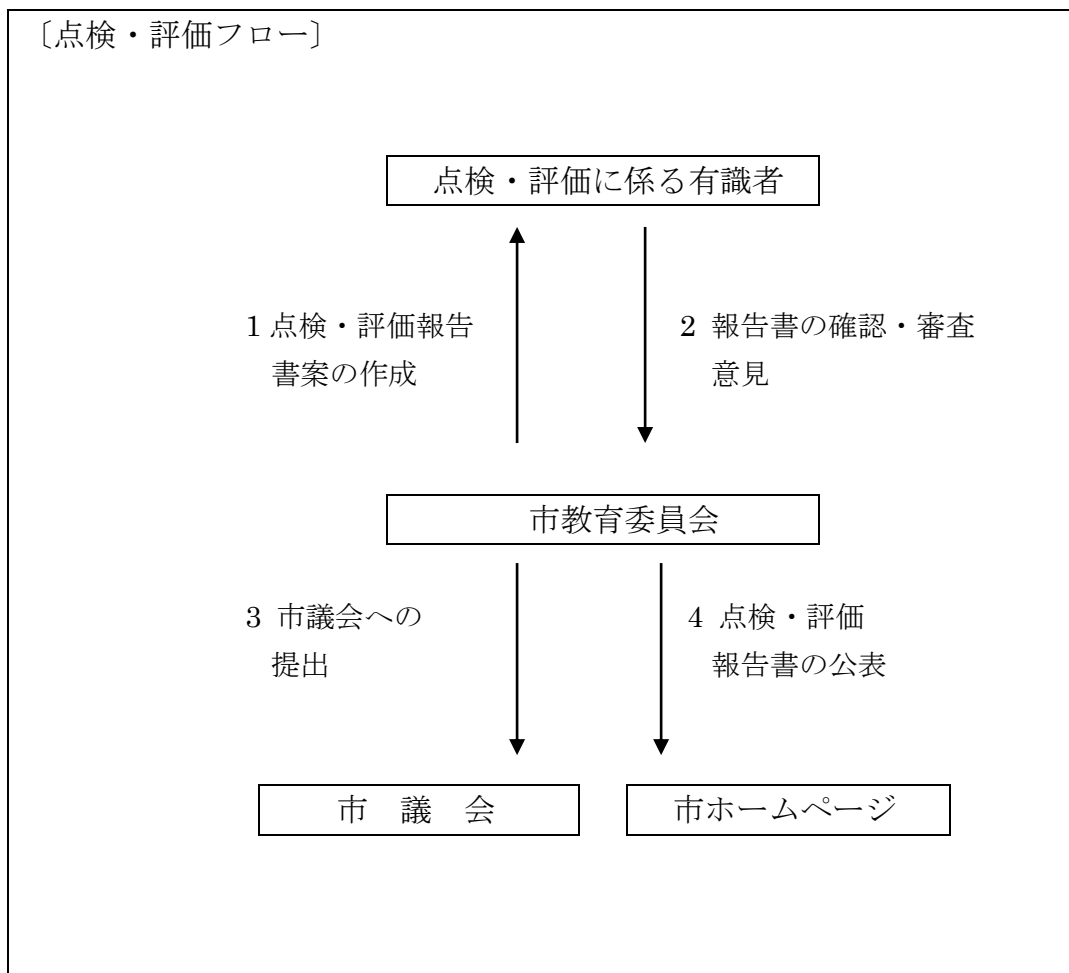 〔点検・評価フロー〕
点検・評価に係る有識者
1 点検・評価報告
書案の作成
2 報告書の確認・審査
意見
市教育委員会
3 市議会への
提出
4 点検・評価
報告書の公表
市 議 会
市ホームページ